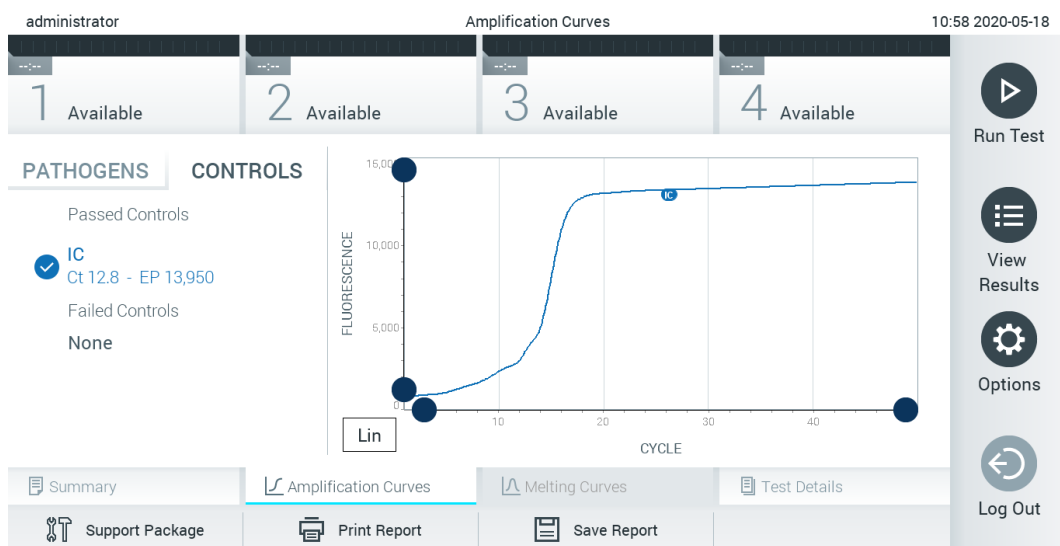 administrator
Amplification Curves
10:58 2020-05-18
--:--
1 Available
--:--
2 Available
--:--
3 Available
--:--
4 Available
Run Test
View
Results
Options
Log Out
PATHOGENS
CONTROLS
Passed Controls
IC
Ct 12.8 - EP 13,950
Failed Controls
None
FLUORESCENCE
10,000
5,000
0
IC
10
20
30
40
CYCLE
Lin
Summary
Amplification Curves
Melting Curves
Test Details
Support Package
Print Report
Save Report